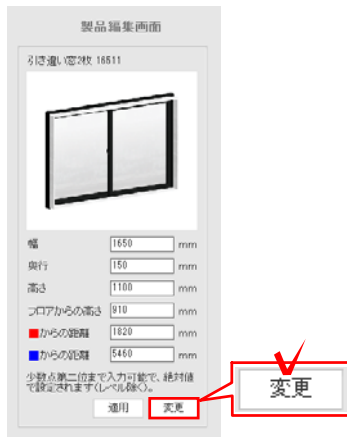 製品編集画面
引き違い窓2枚 16511
幅 1650 mm
奥行 150 mm
高さ 1100 mm
フロアからの高さ 910 mm
からの距離 1820 mm
からの距離 5460 mm
少数点第二位まで入力可能で、絶対値
で設定されます(レベル除く)。
適用 変更
変更